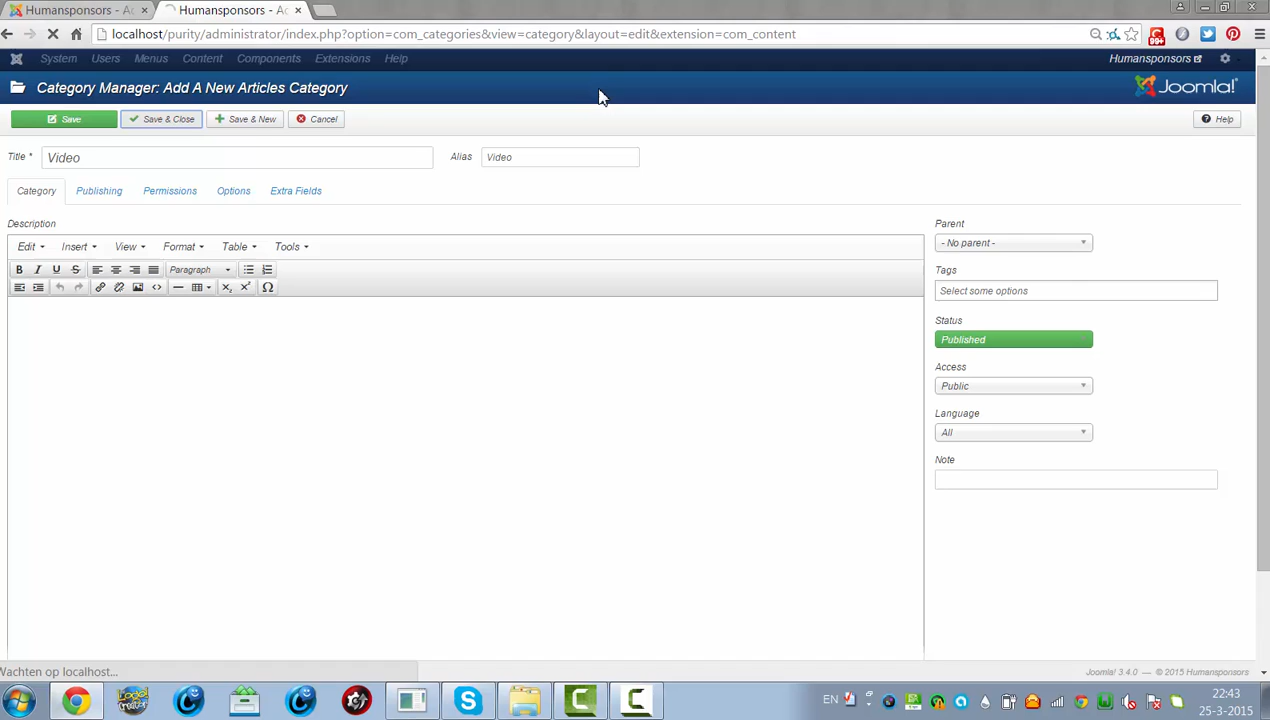 Humansponsors - Ac
Humansponsors - Ac
localhost/purity/administrator/index.php?option=com_categories&view=category&layout=edit&extension=com_content
99+
System Users Menus Content Components Extensions Help
Humansponsors
Category Manager: Add A New Articles Category
Joomla!
Save Save & Close Save & New Cancel Help
Title * Video Alias Video
Category Publishing Permissions Options Extra Fields
Description
Edit Insert View Format Table Tools
B I U S Paragraph
Parent
- No parent -
Tags
Select some options
Status
Published
Access
Public
Language
All
Note
Wachten op localhost...
Joomla! 3.4.0 — © 2015 Humansponsors
EN
22:43
25-3-2015